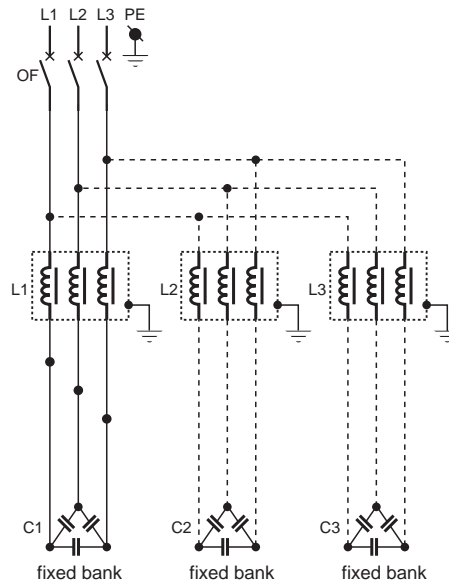 L1 L2 L3 PE
OF
L1 L2 L3
C1 C2 C3
fixed bank fixed bank fixed bank